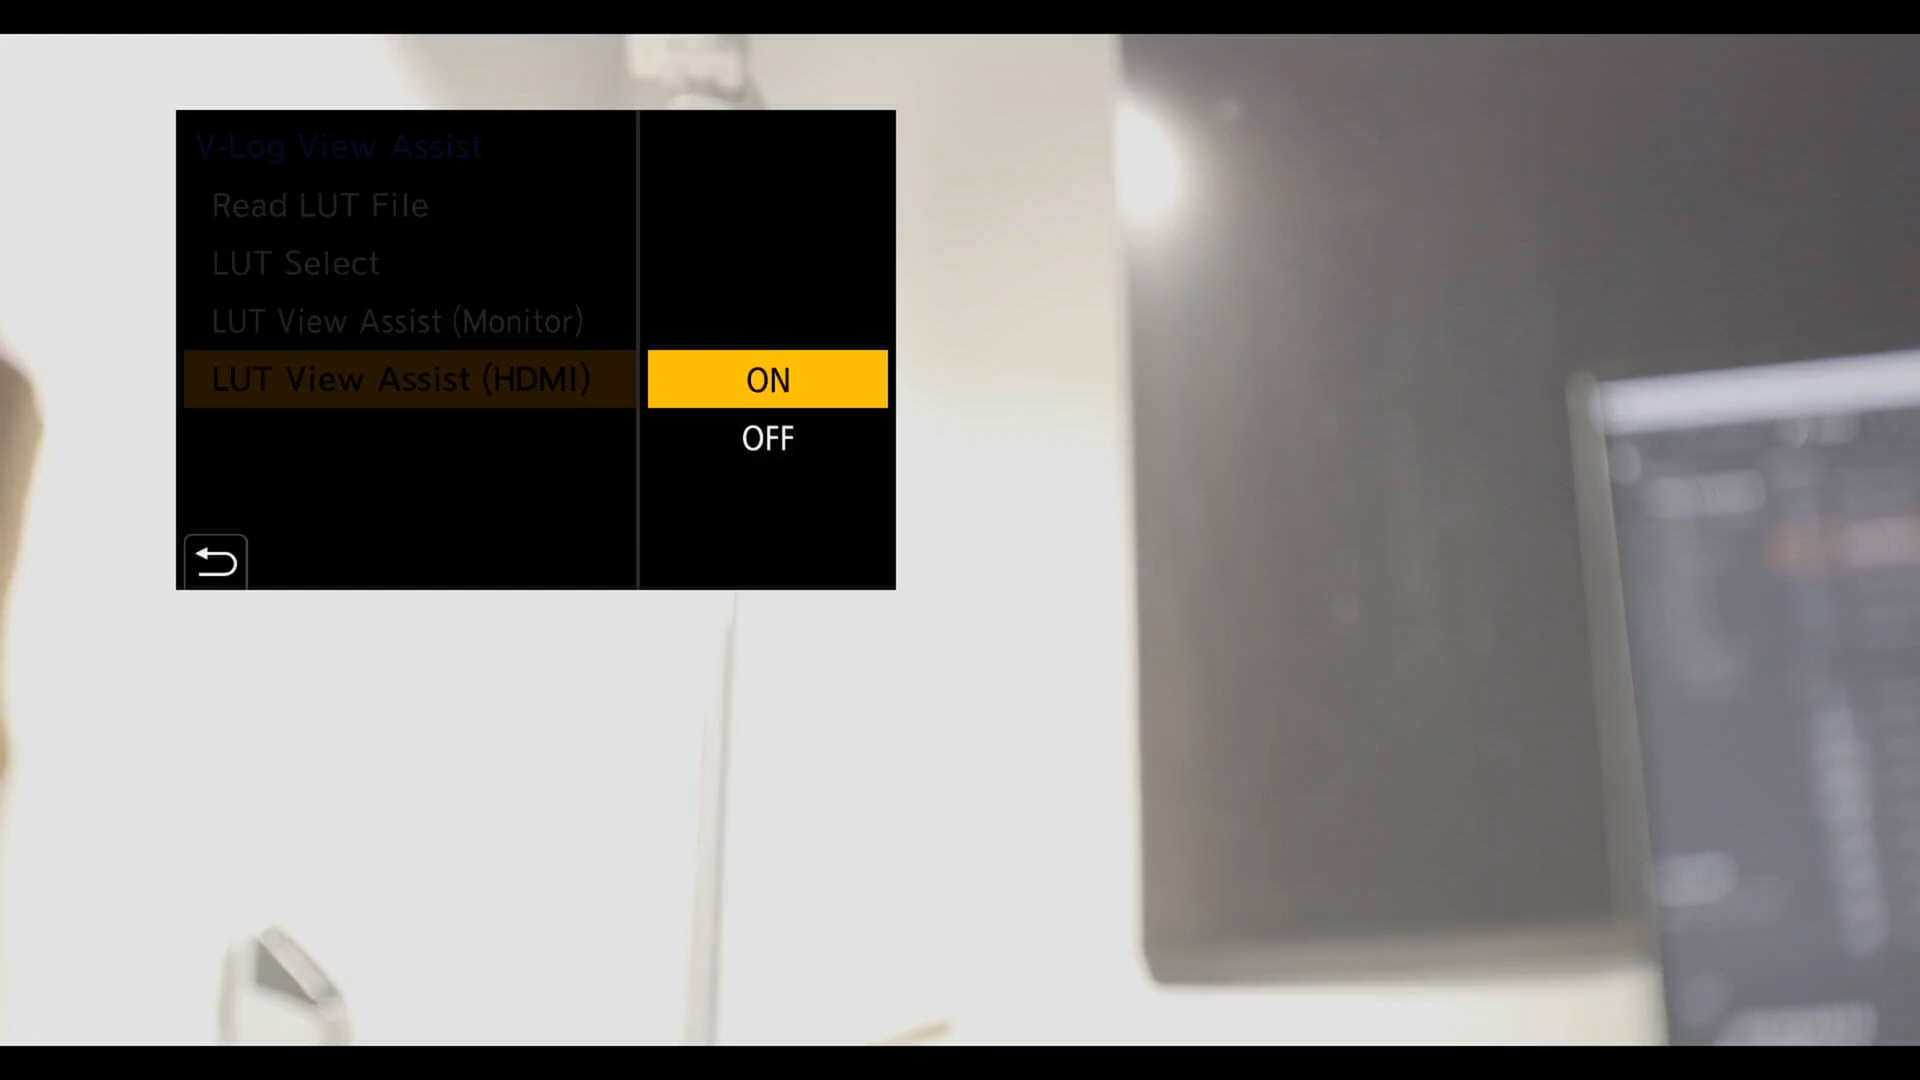 V-Log View Assist
Read LUT File
LUT Select
LUT View Assist (Monitor)
LUT View Assist (HDMI)
ON
OFF